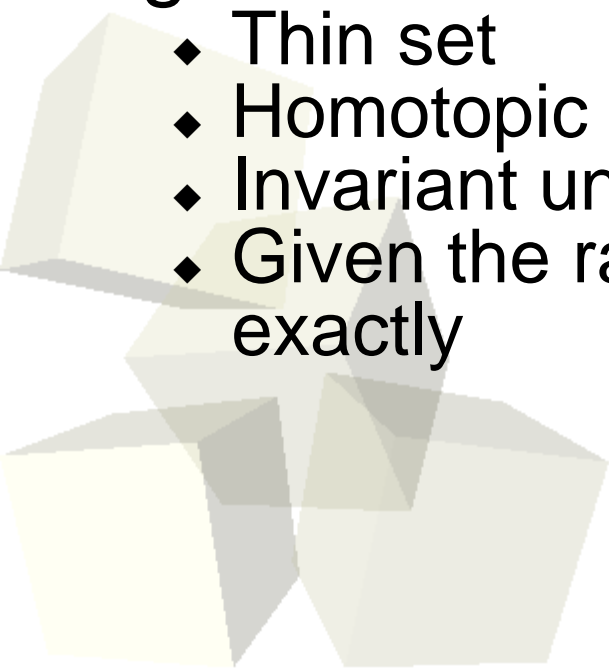 Thin set
Homotopic
Invariant
Given the
exactly